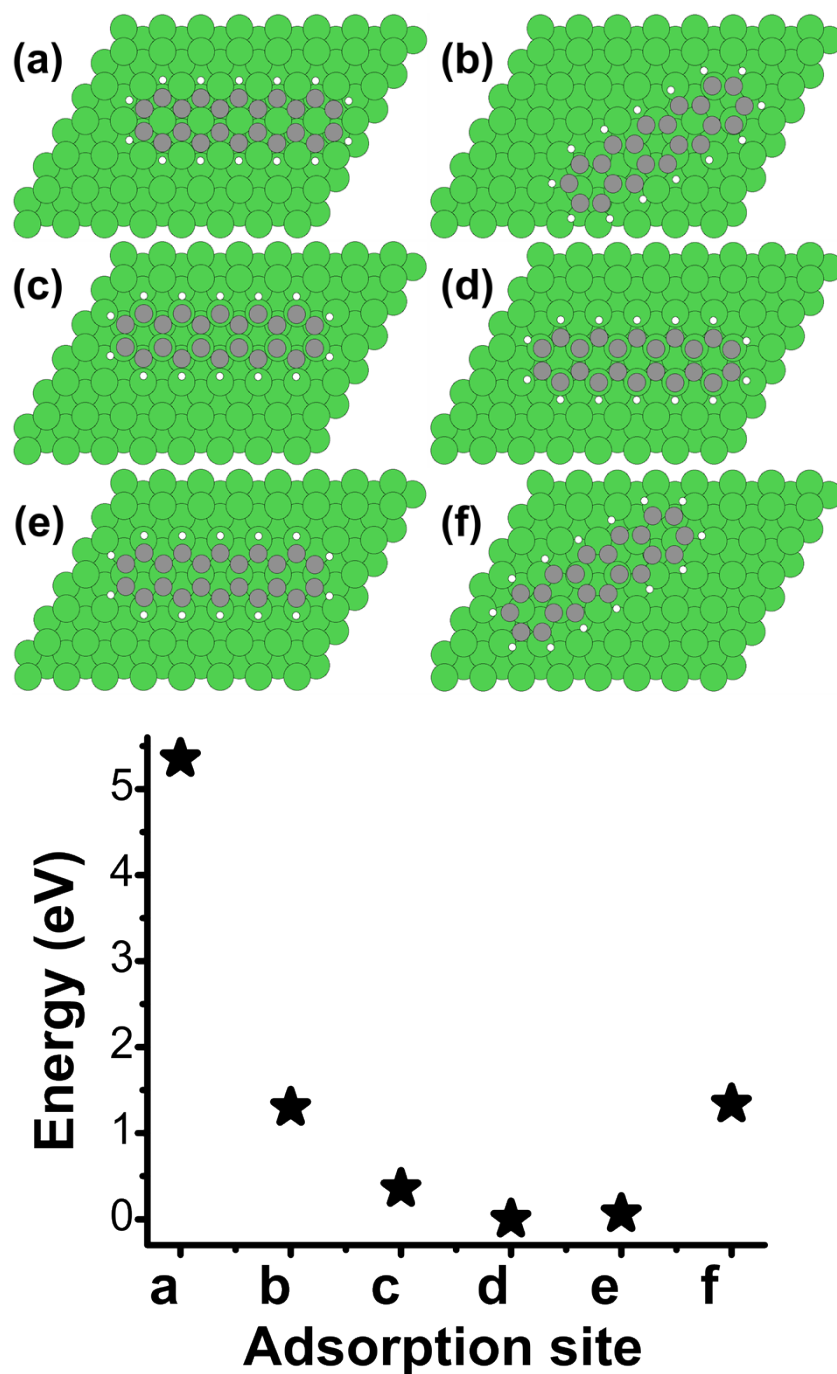 (a)
(b)
(c)
(d)
(e)
(f)
Energy (eV)
5
4
3
2
1
0
a b c d e f
Adsorption site